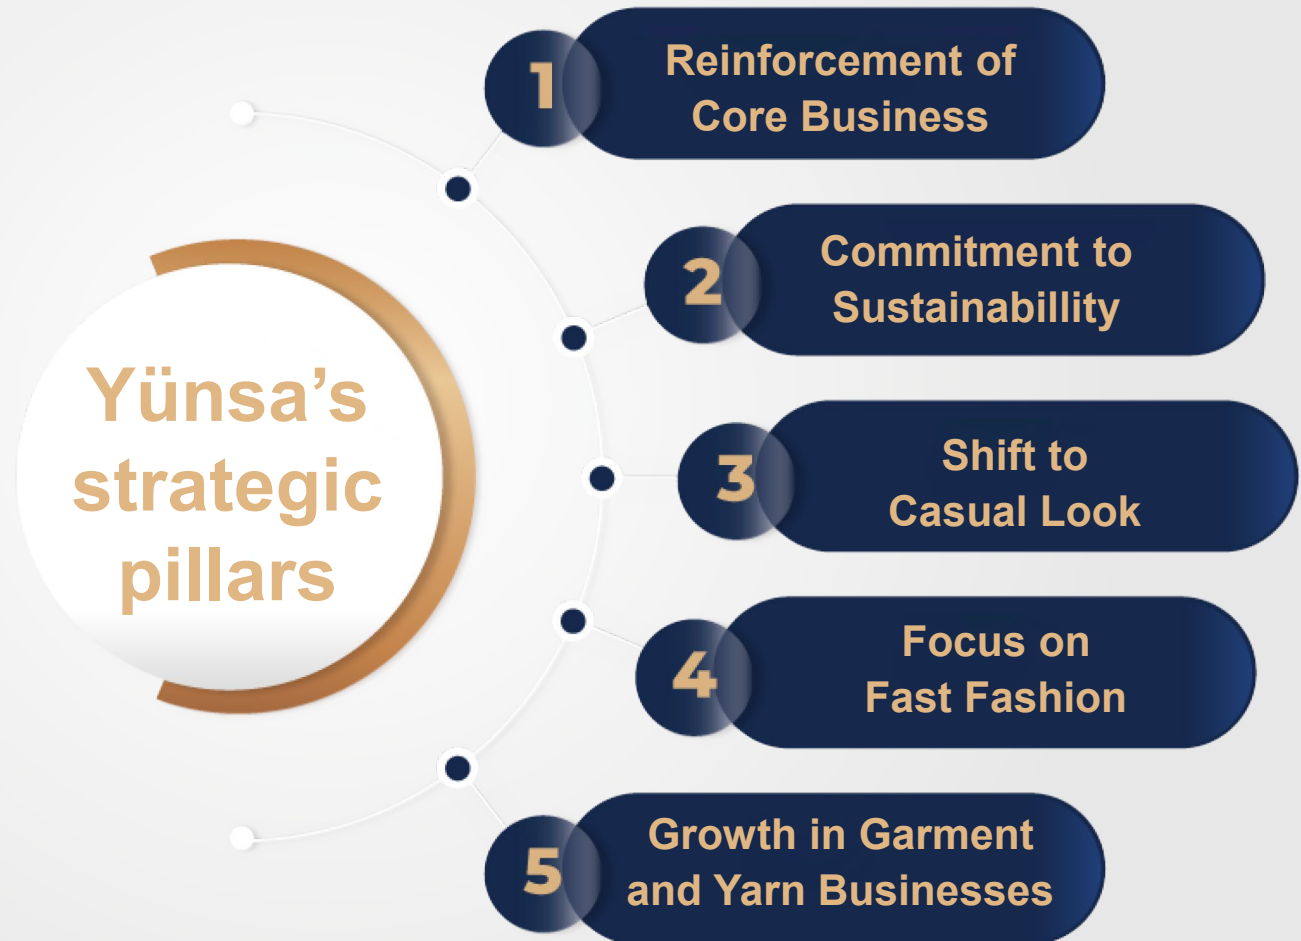 Yünsa’s
strategic
pillars
1
Reinforcement of
Core Business
2
Commitment to
Sustainabillity
3
Shift to
Casual Look
4
Focus on
Fast Fashion
5
Growth in Garment
and Yarn Businesses